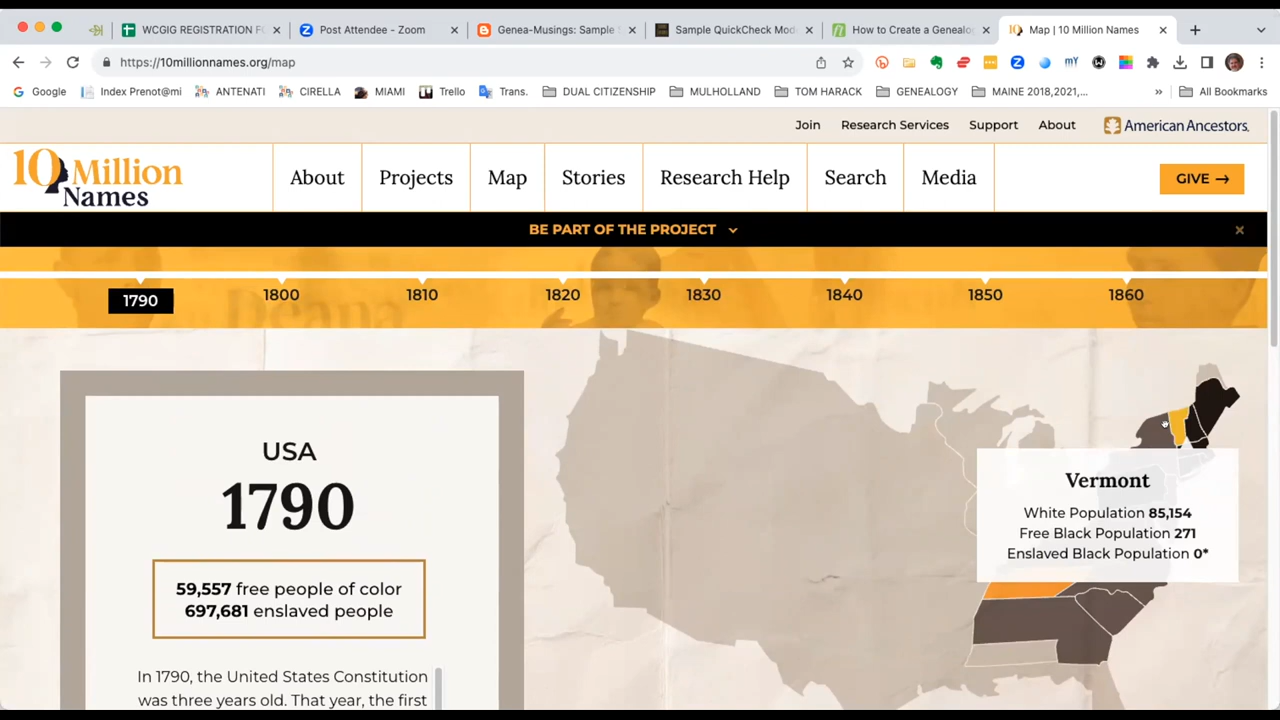 WCGIG REGISTRATION F
Post Attendee - Zoom
Genea-Musings: Sample
Sample QuickCheck Mod
How to Create a Genealo
Map | 10 Million Names
https://10millionnames.org/map
Google
Index Prenot@mi
ANTENATI
CIRELLA
MIAMI
Trello
Trans.
DUAL CITIZENSHIP
MULHOLLAND
TOM HARACK
GENEALOGY
MAINE 2018,2021,...
» All Bookmarks
Join Research Services Support About American Ancestors
10 Million
Names
About Projects Map Stories Research Help Search Media
GIVE →
BE PART OF THE PROJECT
1790 1800 1810 1820 1830 1840 1850 1860
USA
1790
59,557 free people of color
697,681 enslaved people
In 1790, the United States Constitution
was three years old. That year, the first
Vermont
White Population 85,154
Free Black Population 271
Enslaved Black Population 0*